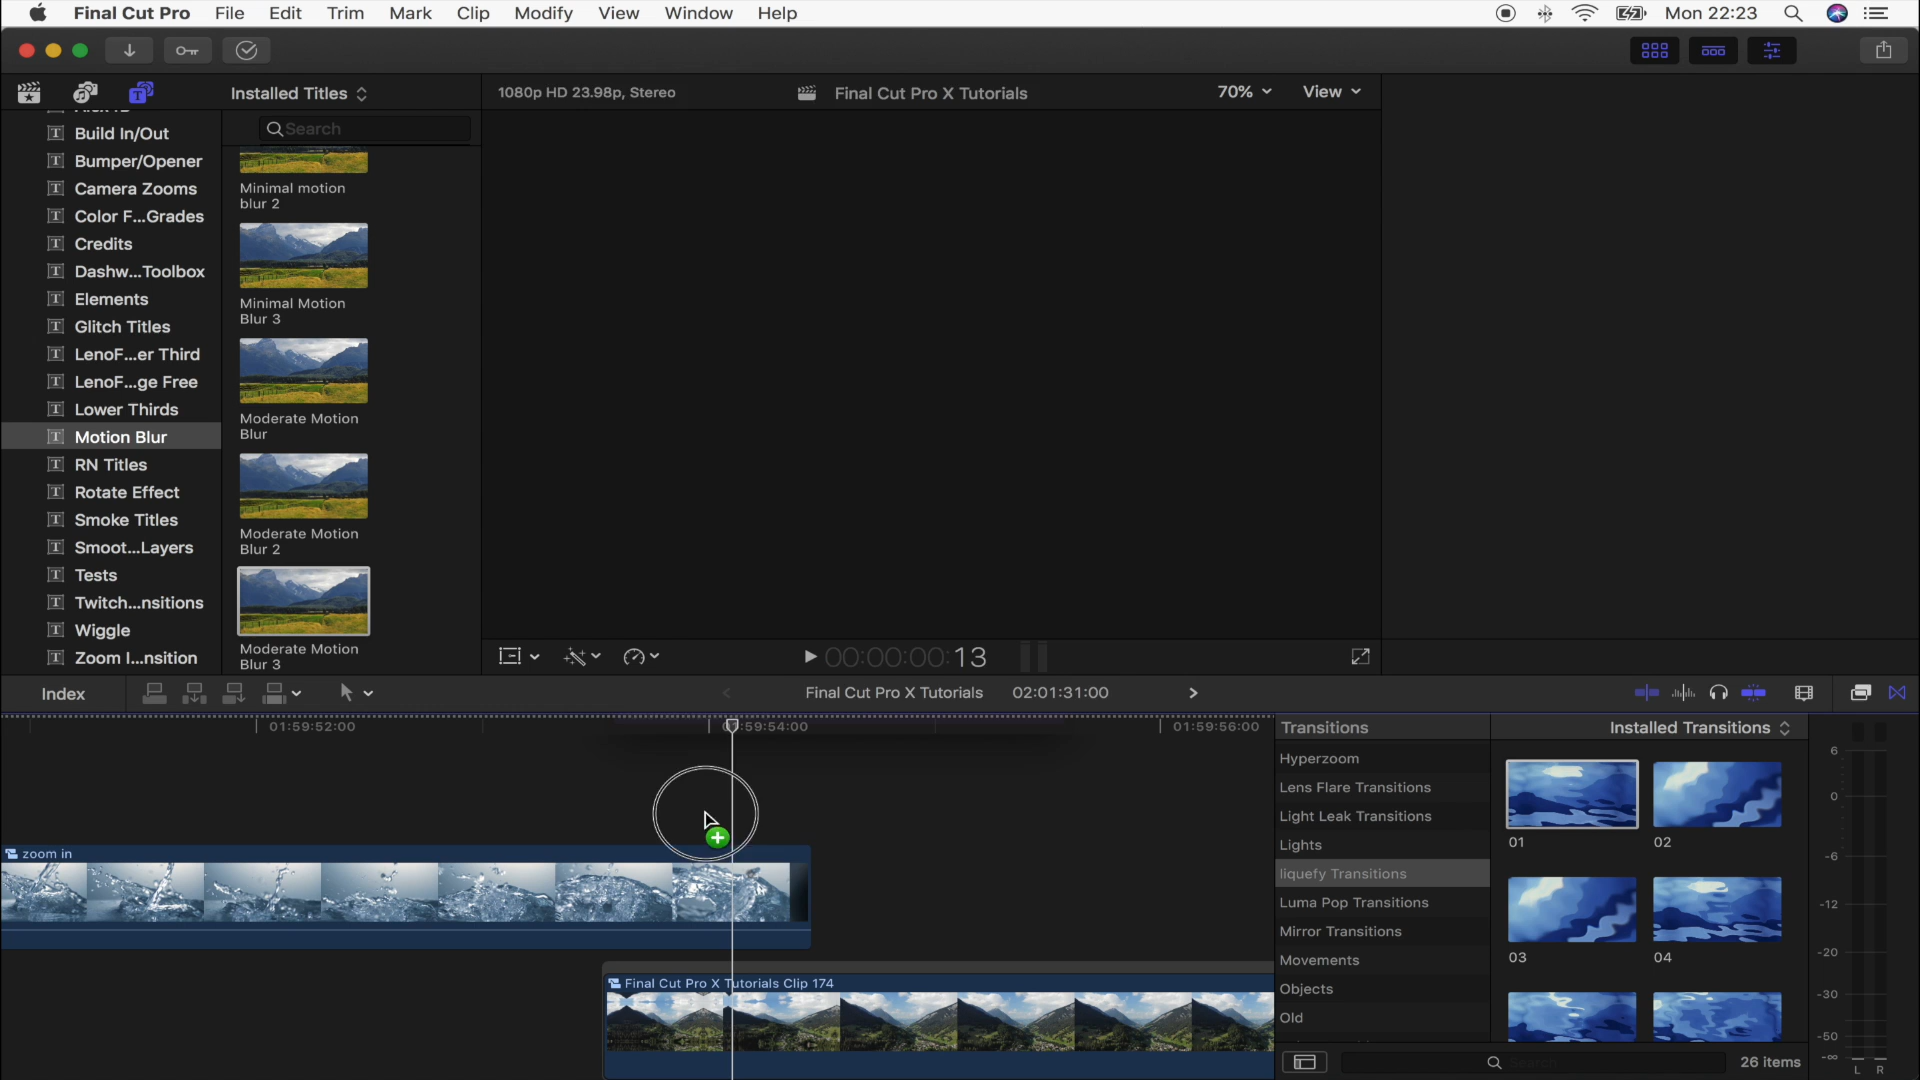 Final Cut Pro File Edit Trim Mark Clip Modify View Window Help Mon 22:23
Installed Titles
1080p HD 23.98p, Stereo
Final Cut Pro X Tutorials
70%
View
Search
Build In/Out
Bumper/Opener
Camera Zooms
Color F...Grades
Credits
Dashw...Toolbox
Elements
Glitch Titles
LenoF...er Third
LenoF...ge Free
Lower Thirds
Motion Blur
RN Titles
Rotate Effect
Smoke Titles
Smoot...Layers
Tests
Twitch...nsitions
Wiggle
Zoom I...nsition
Minimal motion
blur 2
Minimal Motion
Blur 3
Moderate Motion
Blur
Moderate Motion
Blur 2
Moderate Motion
Blur 3
00:00:00:13
Index
Final Cut Pro X Tutorials 02:01:31:00
01:59:52:00
01:59:54:00
01:59:56:00
zoom in
Final Cut Pro X Tutorials Clip 174
Transitions
Installed Transitions
Hyperzoom
Lens Flare Transitions
Light Leak Transitions
Lights
liquefy Transitions
Luma Pop Transitions
Mirror Transitions
Movements
Objects
Old
01
02
03
04
Search
26 items
6
0
-6
-12
-20
-30
-50
-∞
L R